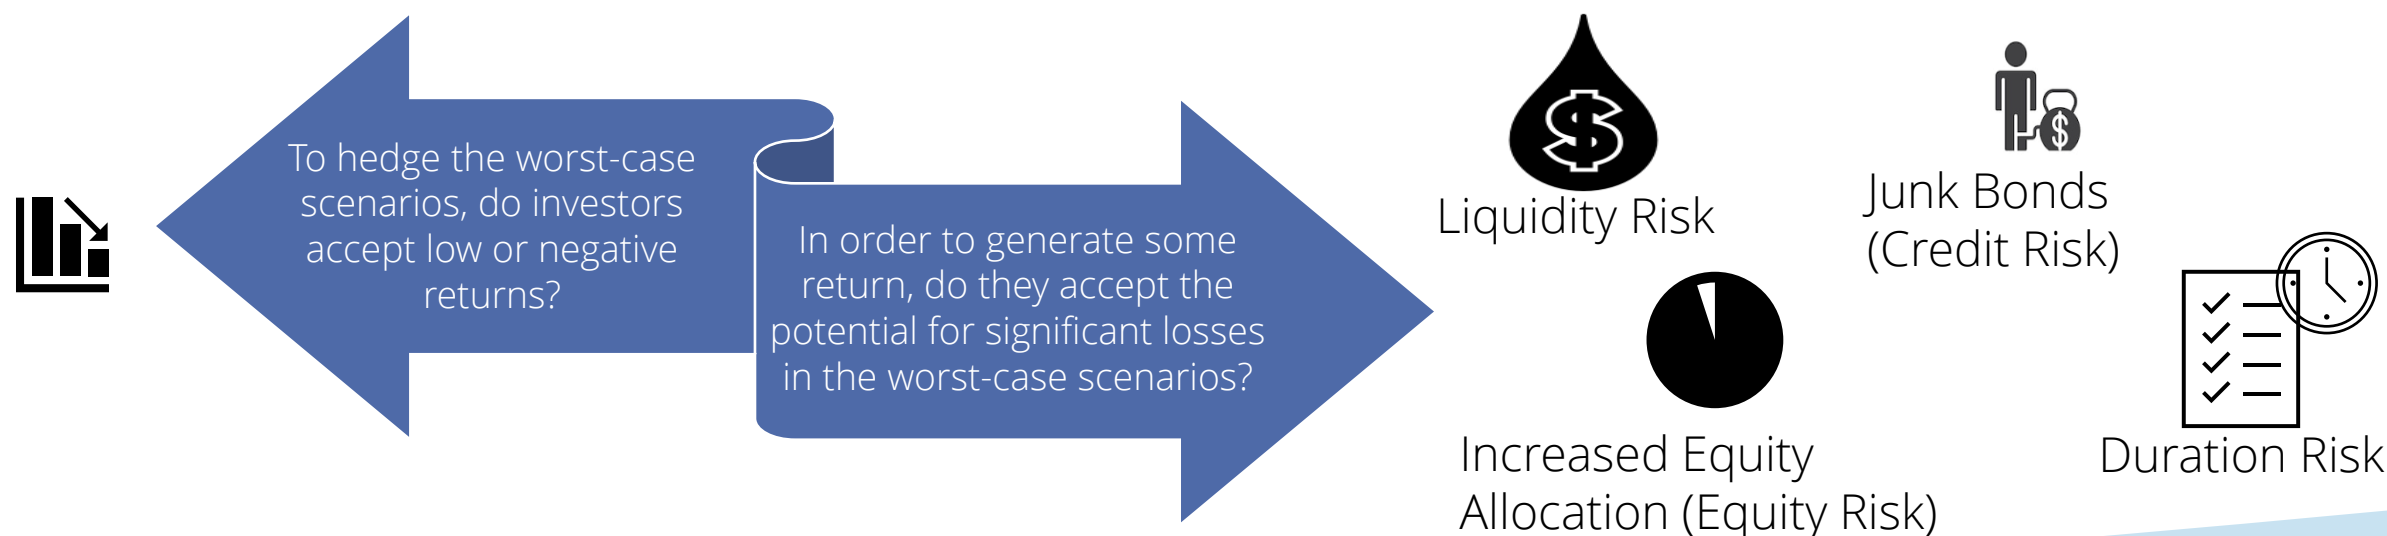 To hedge the worst-case
scenarios, do investors
accept low or negative
returns?
In order to generate some
return, do they accept the
potential for significant losses
in the worst-case scenarios?
$
Liquidity Risk
$
Junk Bonds
(Credit Risk)
Increased Equity
Allocation (Equity Risk)
Duration Risk